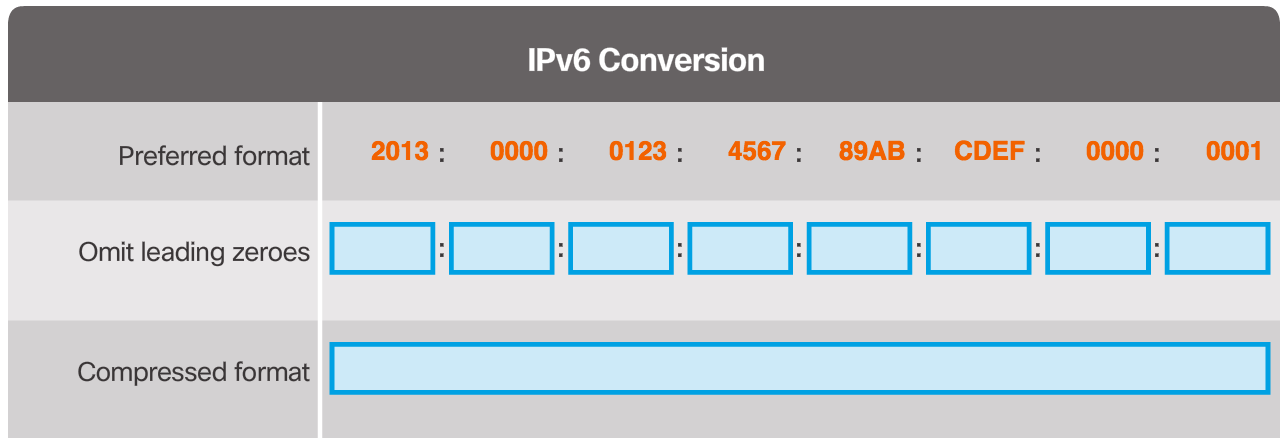 IPv6 Conversion
Preferred format 2013 : 0000 : 0123 : 4567 : 89AB : CDEF : 0000 : 0001
Omit leading zeroes : : : : : : :
Compressed format